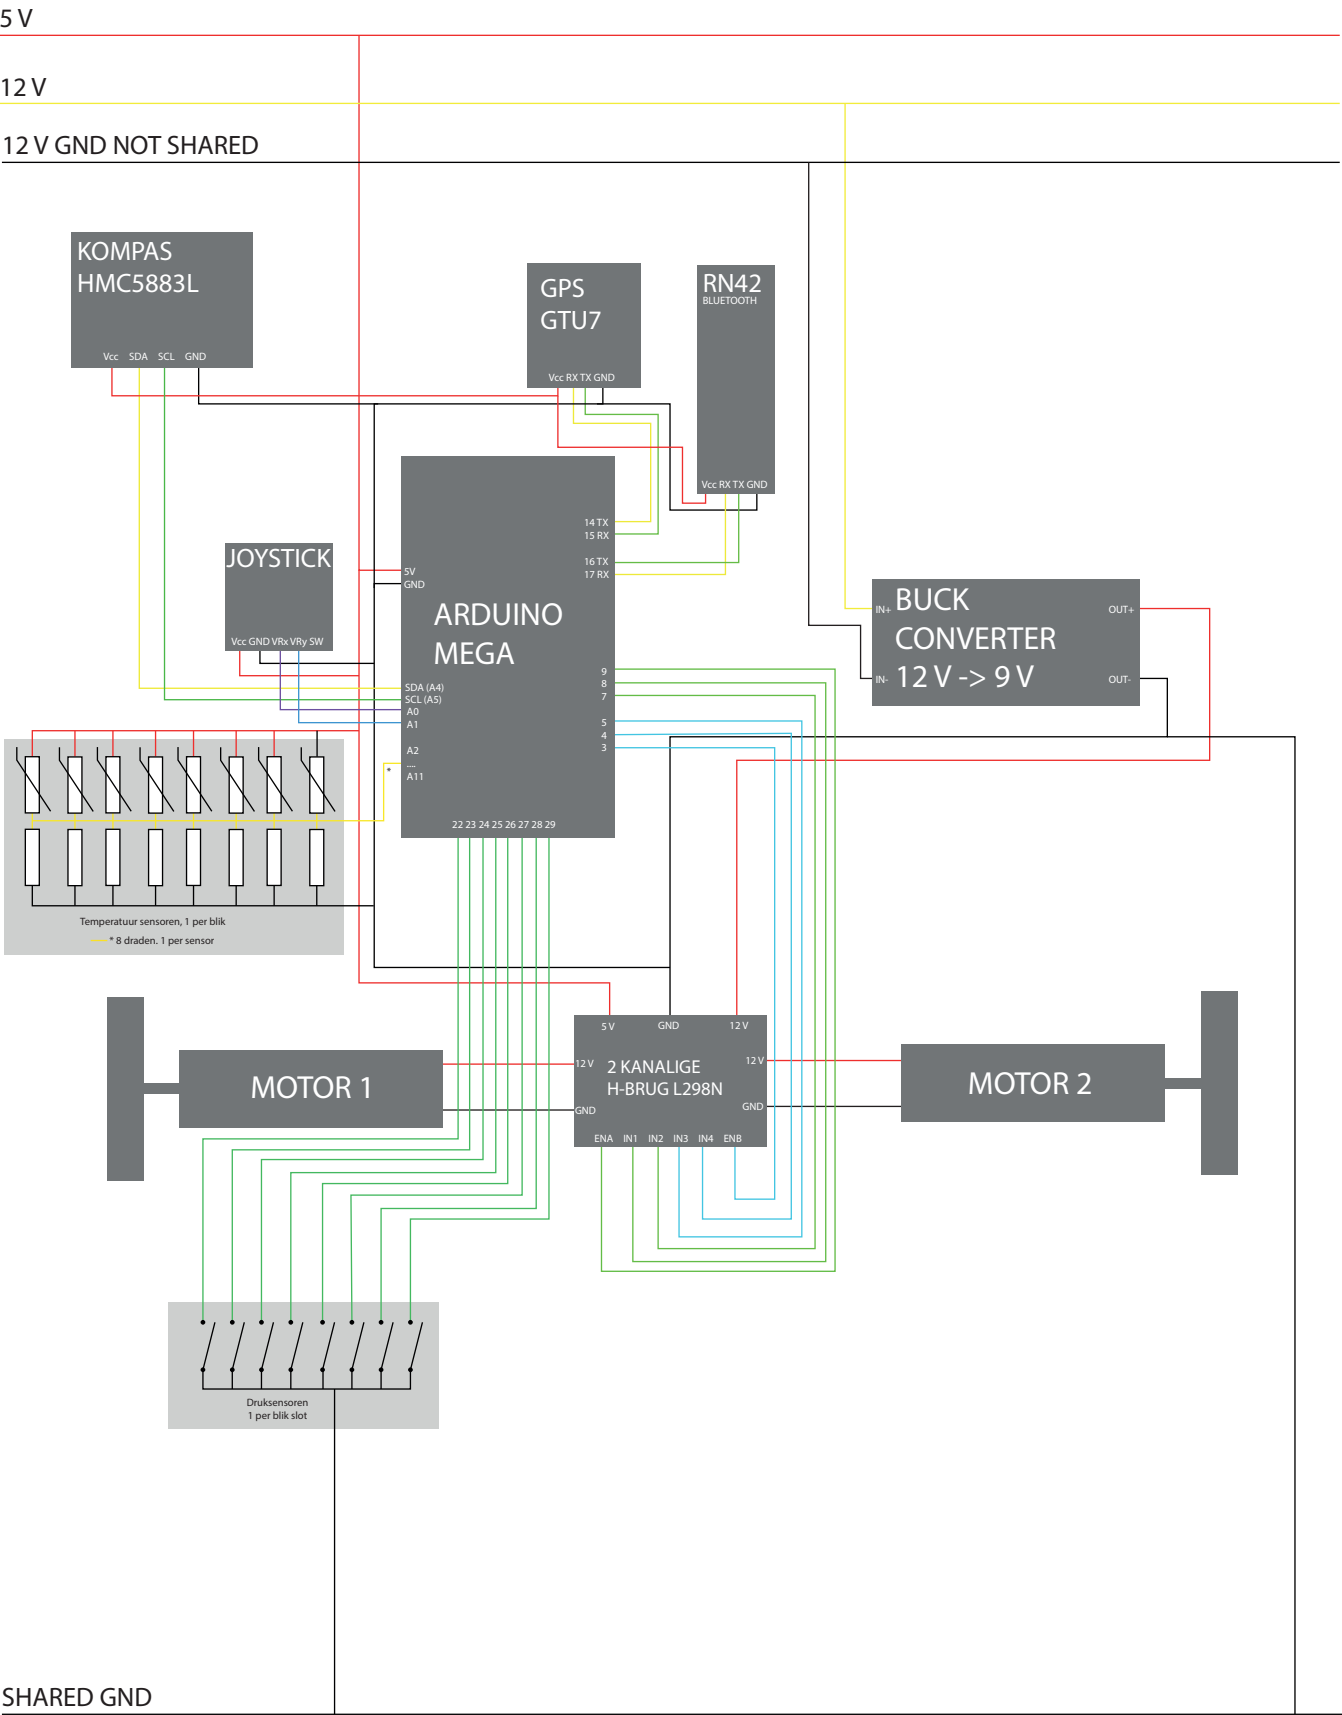 5 V
12 V
12 V GND NOT SHARED
KOMPAS
HMC5883L
Vcc SDA SCL GND
GPS
GTU7
Vcc RX TX GND
RN42
BLUETOOTH
Vcc RX TX GND
JOYSTICK
Vcc GND VRx VRy SW
14 TX
15 RX
16 TX
17 RX
5V
GND
ARDUINO
MEGA
SDA (A4)
SCL (A5)
A0
A1
A2
....
A11
*
9
8
7
5
4
3
22 23 24 25 26 27 28 29
BUCK
CONVERTER
12 V -> 9 V
IN+
IN-
OUT+
OUT-
Temperatuur sensoren, 1 per blik
* 8 draden. 1 per sensor
MOTOR 1
5 V GND 12 V
12 V
GND
2 KANALIGE
H-BRUG L298N
12 V
GND
ENA IN1 IN2 IN3 IN4 ENB
MOTOR 2
Druksensoren
1 per blik slot
SHARED GND